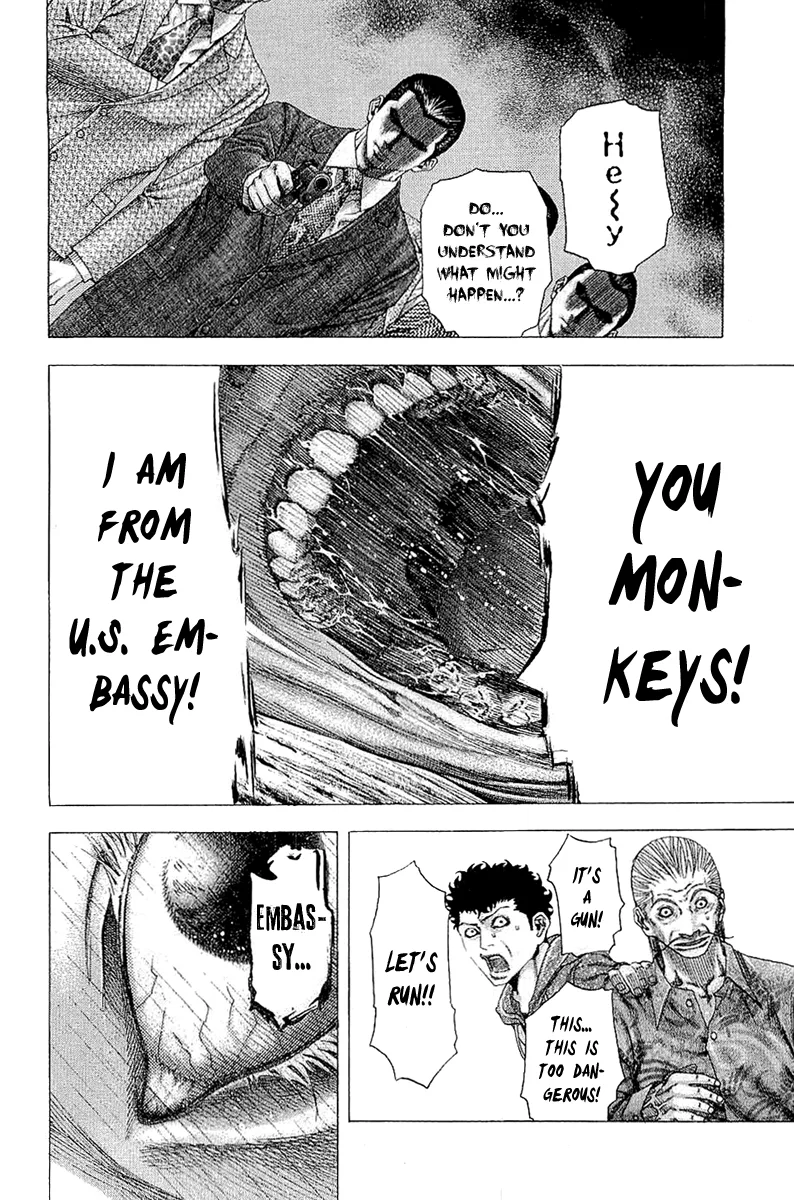 He~y
DO...
DON'T YOU
UNDERSTAND
WHAT MIGHT
HAPPEN...?
YOU
MON-
KEYS!
I AM
FROM
THE
U.S. EM-
BASSY!
IT'S
A
GUN!
THIS...
THIS IS
TOO DAN-
GEROUS!
LET'S
RUN!!
EMBAS-
SY...